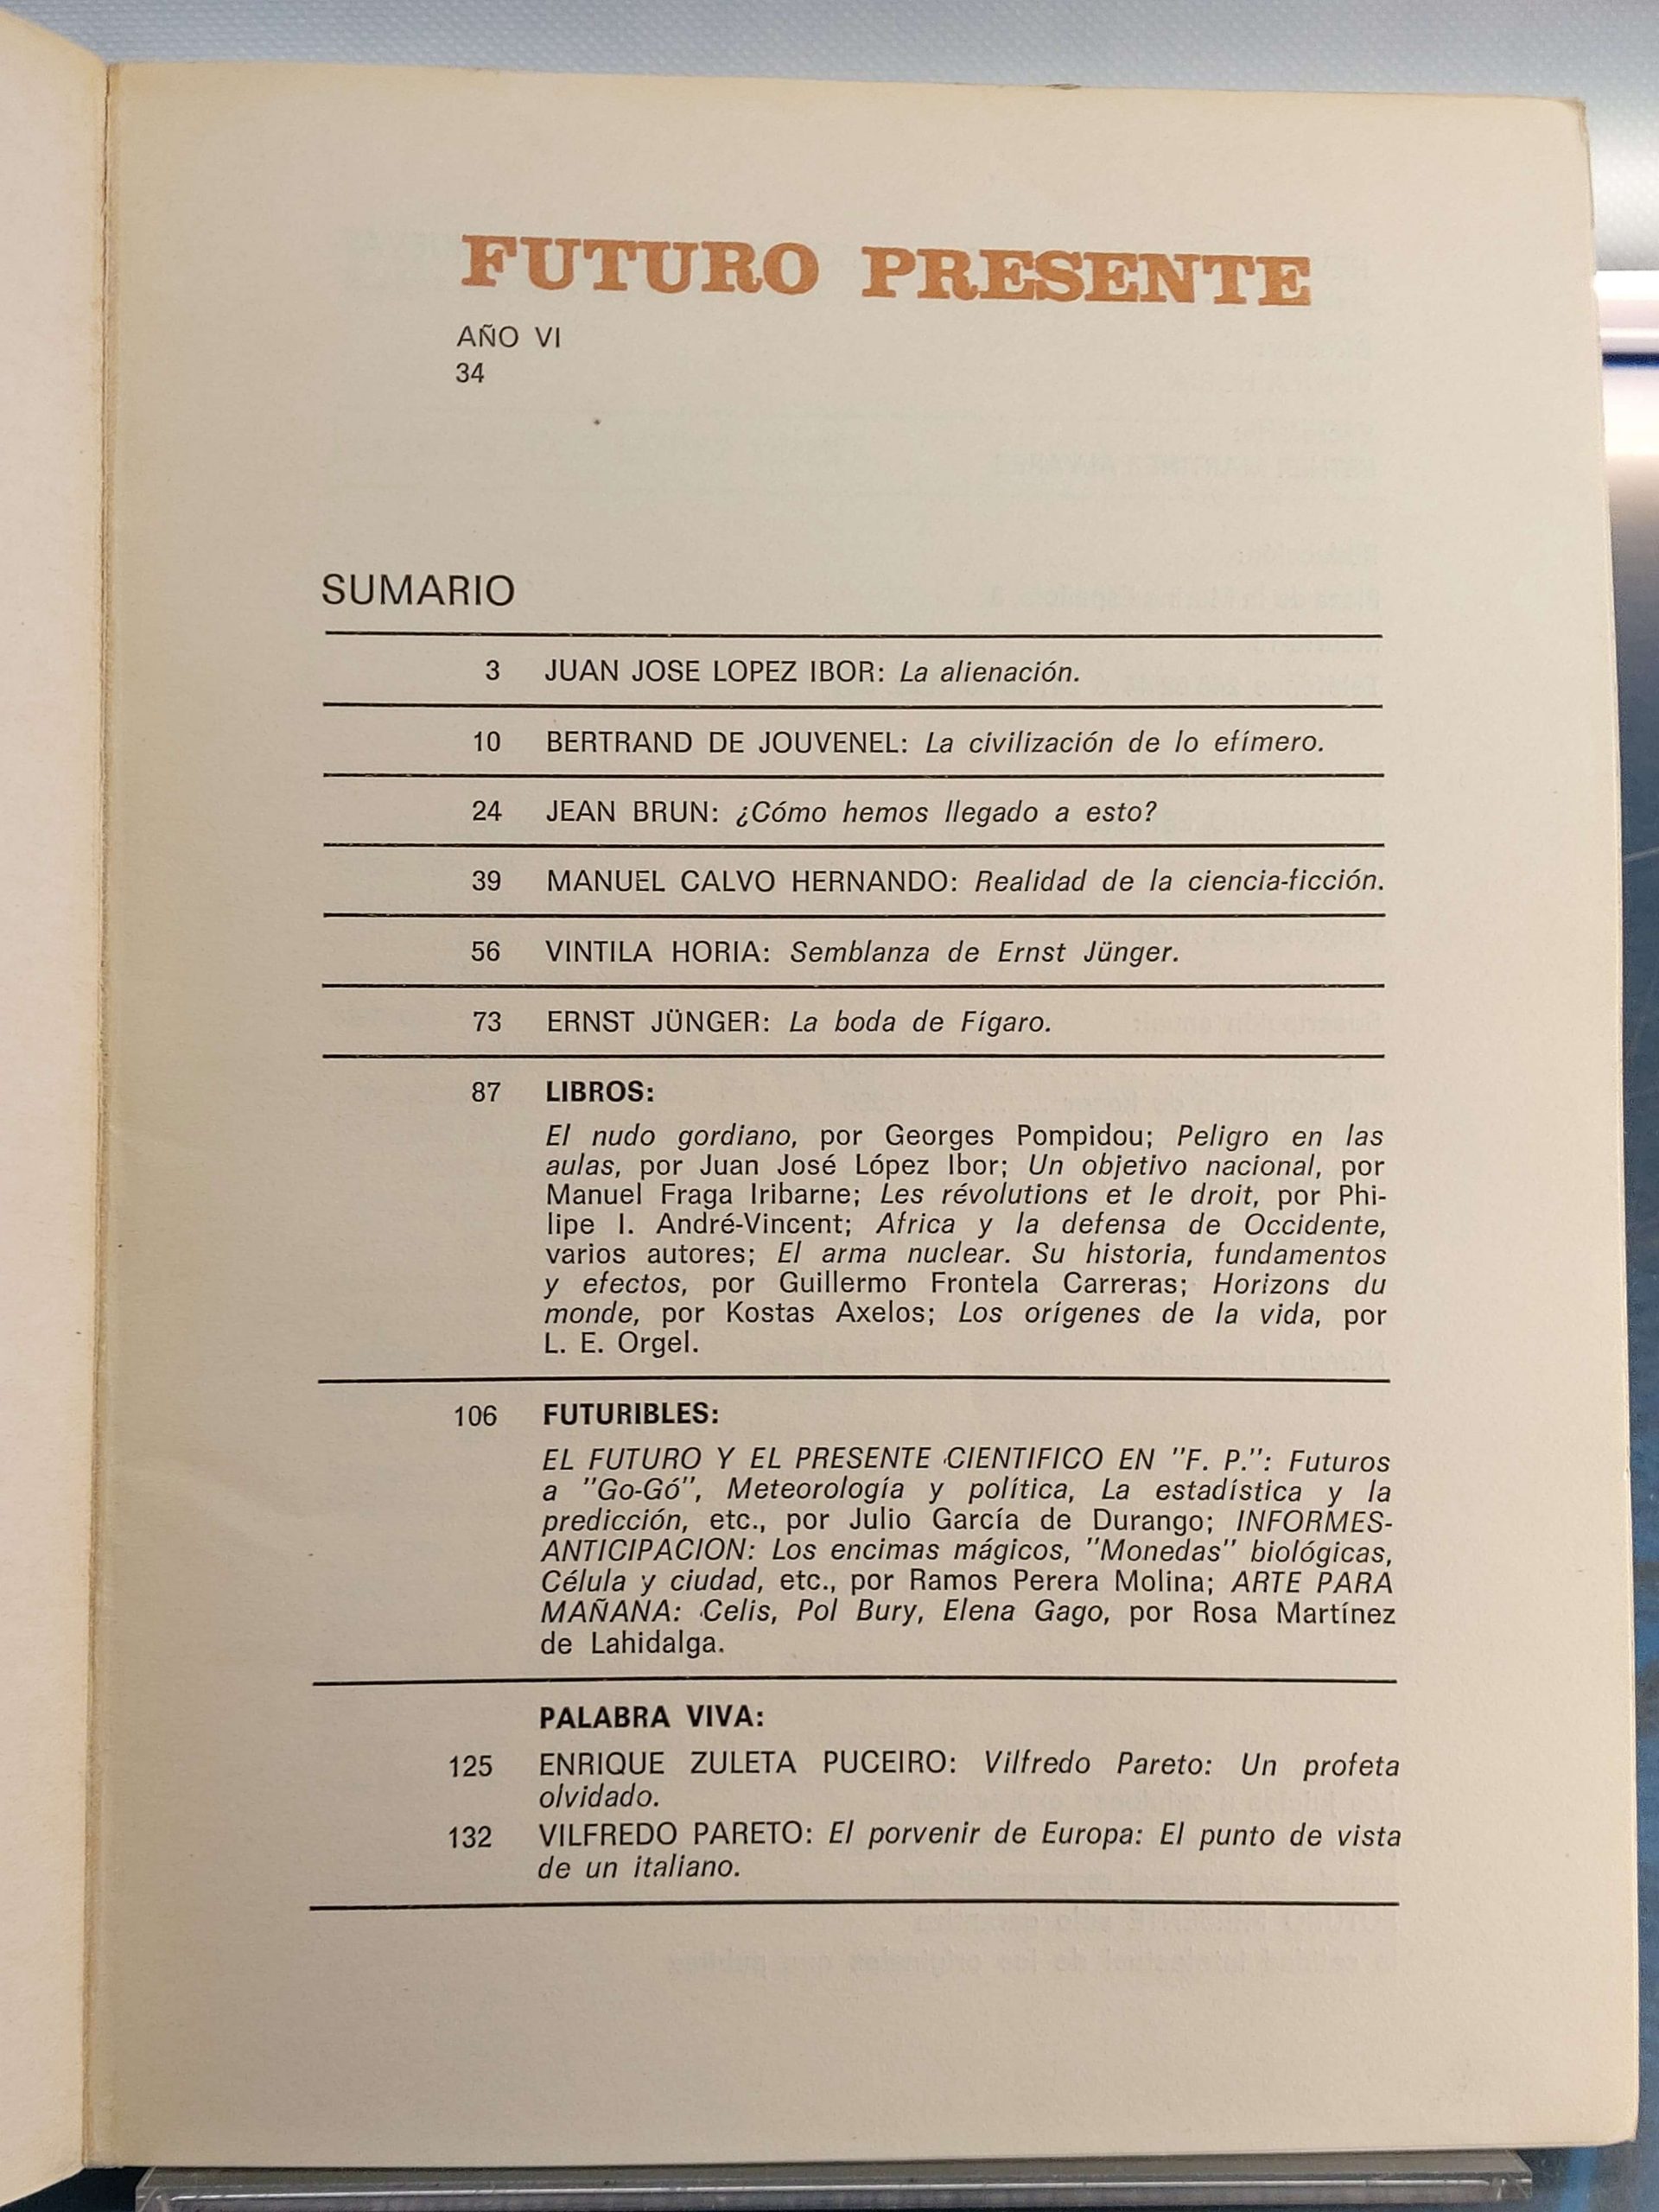 FUTURO PRESENTE
AÑO VI
34
SUMARIO
3 JUAN JOSE LOPEZ IBOR: La alienación.
10 BERTRAND DE JOUVENEL: La civilización de lo efímero.
24 JEAN BRUN: ¿Cómo hemos llegado a esto?
39 MANUEL CALVO HERNANDO: Realidad de la ciencia-ficción.
56 VINTILA HORIA: Semblanza de Ernst Jünger.
73 ERNST JÜNGER: La boda de Fígaro.
87 LIBROS:
El nudo gordiano, por Georges Pompidou; Peligro en las
aulas, por Juan José López Ibor; Un objetivo nacional, por
Manuel Fraga Iribarne; Les révolutions et le droit, por Phi-
lipe I. André-Vincent; Africa y la defensa de Occidente,
varios autores; El arma nuclear. Su historia, fundamentos
y efectos, por Guillermo Frontela Carreras; Horizons du
monde, por Kostas Axelos; Los orígenes de la vida, por
L. E. Orgel.
106 FUTURIBLES:
EL FUTURO Y EL PRESENTE CIENTIFICO EN "F. P.": Futuros
a "Go-Gó", Meteorología y política, La estadística y la
predicción, etc., por Julio García de Durango; INFORMES-
ANTICIPACION: Los encimas mágicos, "Monedas" biológicas,
Célula y ciudad, etc., por Ramos Perera Molina; ARTE PARA
MAÑANA: Celis, Pol Bury, Elena Gago, por Rosa Martínez
de Lahidalga.
PALABRA VIVA:
125 ENRIQUE ZULETA PUCEIRO: Vilfredo Pareto: Un profeta
olvidado.
132 VILFREDO PARETO: El porvenir de Europa: El punto de vista
de un italiano.